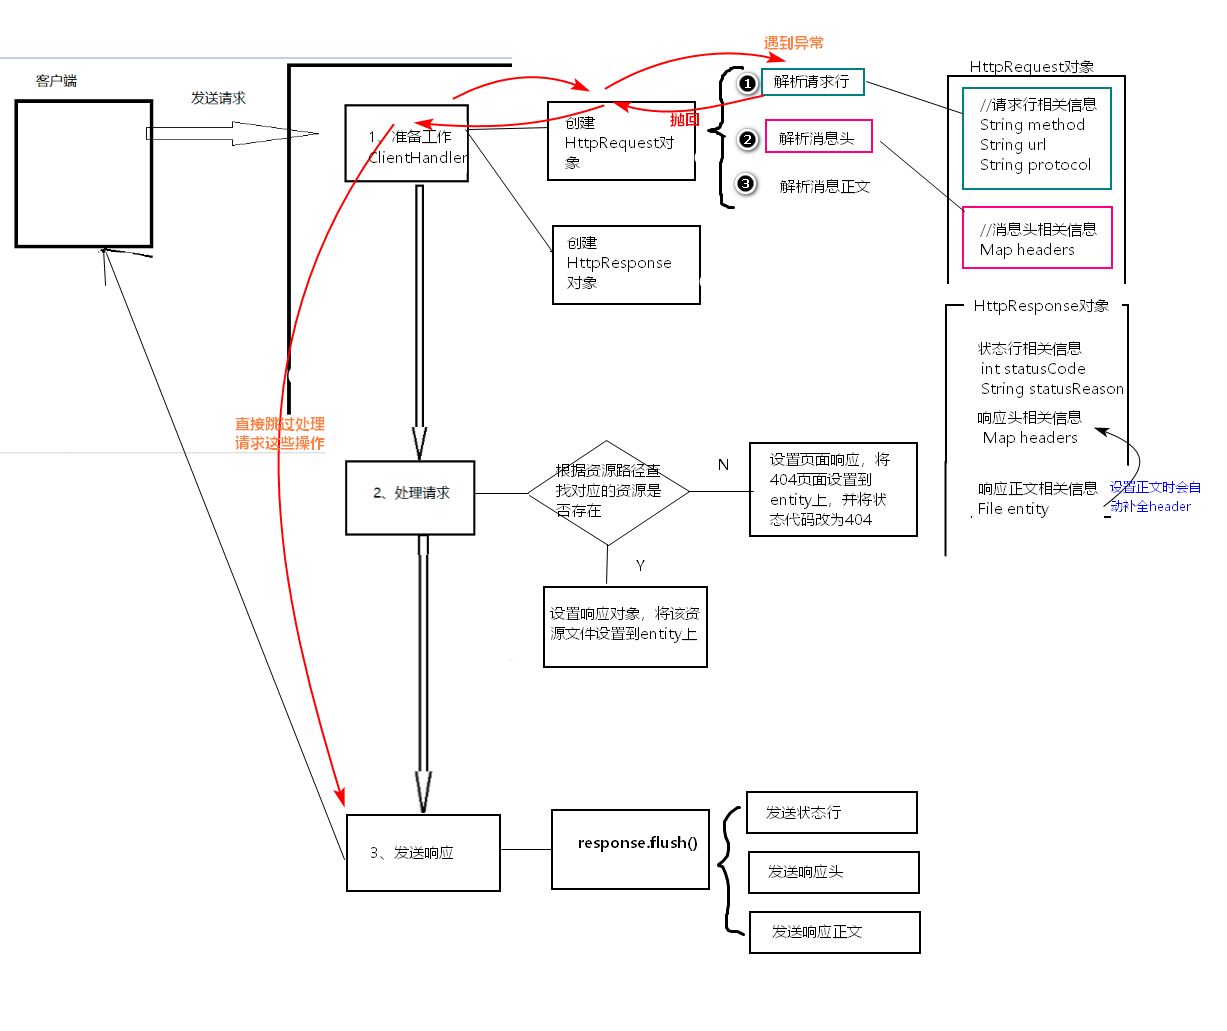 遇到异常
客户端
发送请求
1、准备工作
ClientHandler
创建
HttpRequest对
象
抛回
1
解析请求行
2
解析消息头
3
解析消息正文
HttpRequest对象
//请求行相关信息
String method
String url
String protocol
//消息头相关信息
Map headers
创建
HttpResponse
对象
HttpResponse对象
状态行相关信息
int statusCode
String statusReason
响应头相关信息
Map headers
响应正文相关信息
File entity
设置正文时会自
动补全header
直接跳过处理
请求这些操作
2、处理请求
根据资源路径查
找对应的资源是
否存在
N
设置页面响应，将
404页面设置到
entity上，并将状
态代码改为404
Y
设置响应对象，将该资
源文件设置到entity上
3、发送响应
response.flush()
发送状态行
发送响应头
发送响应正文